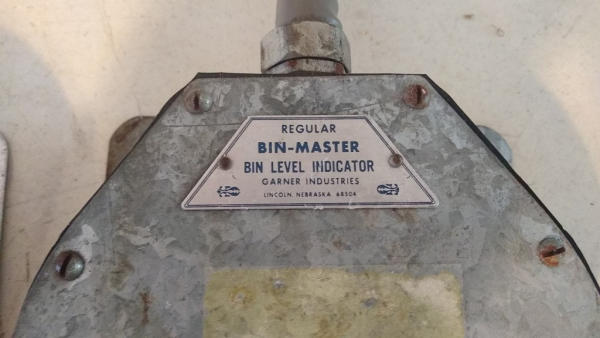 REGULAR
BIN-MASTER
BIN LEVEL INDICATOR
GARNER INDUSTRIES
LINCOLN, NEBRASKA 68504